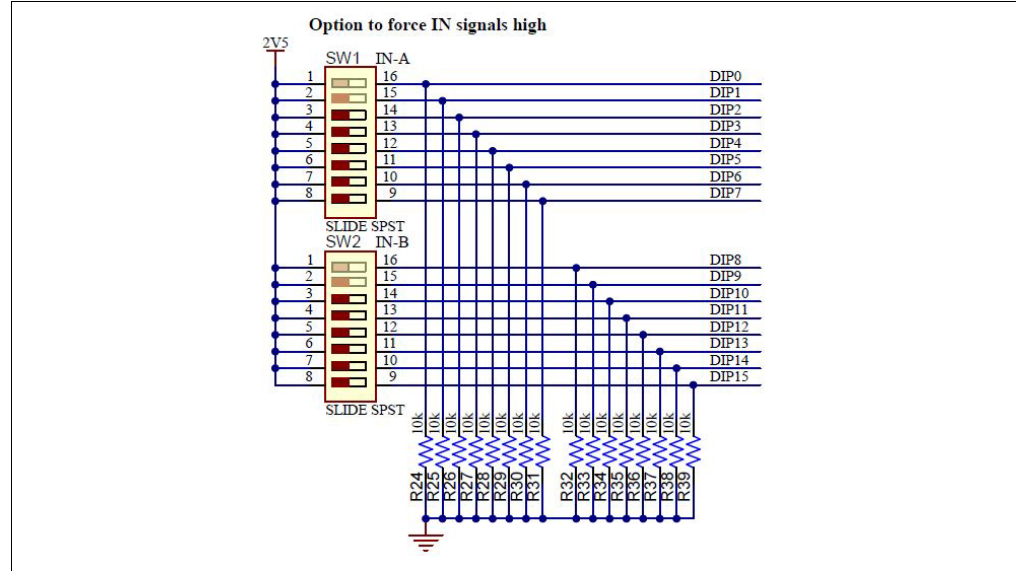 Option to force IN signals high
2V5
SW1 IN-A
1 16 DIP0
2 15 DIP1
3 14 DIP2
4 13 DIP3
5 12 DIP4
6 11 DIP5
7 10 DIP6
8 9 DIP7
SLIDE SPST
SW2 IN-B
1 16 DIP8
2 15 DIP9
3 14 DIP10
4 13 DIP11
5 12 DIP12
6 11 DIP13
7 10 DIP14
8 9 DIP15
SLIDE SPST
10k 10k 10k 10k 10k 10k 10k 10k 10k 10k 10k 10k 10k 10k 10k 10k
R24 R25 R26 R27 R28 R29 R30 R31 R32 R33 R34 R35 R36 R37 R38 R39